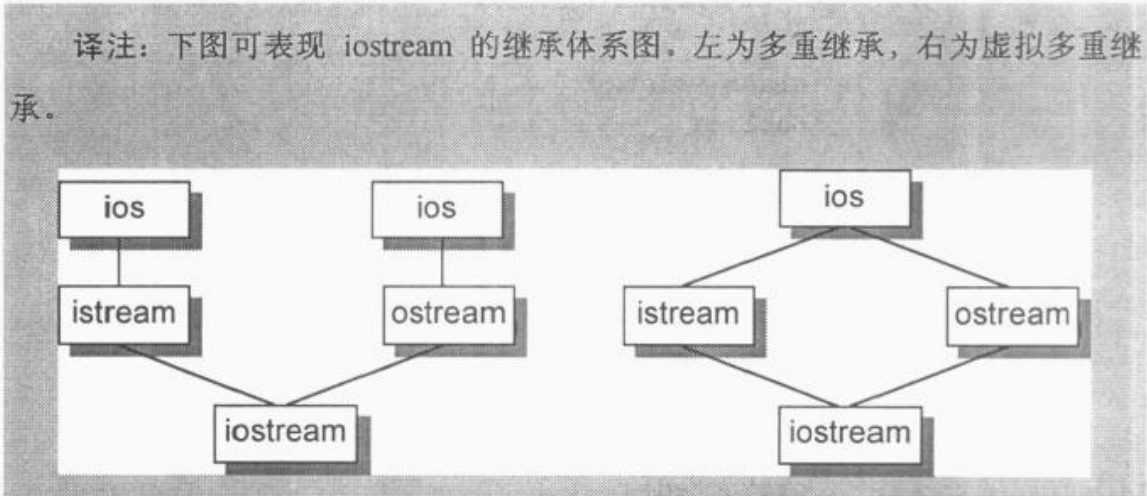 译注：下图可表现 iostream 的继承体系图。左为多重继承，右为虚拟多重继
承。
ios
ios
ios
istream
ostream
istream
ostream
iostream
iostream